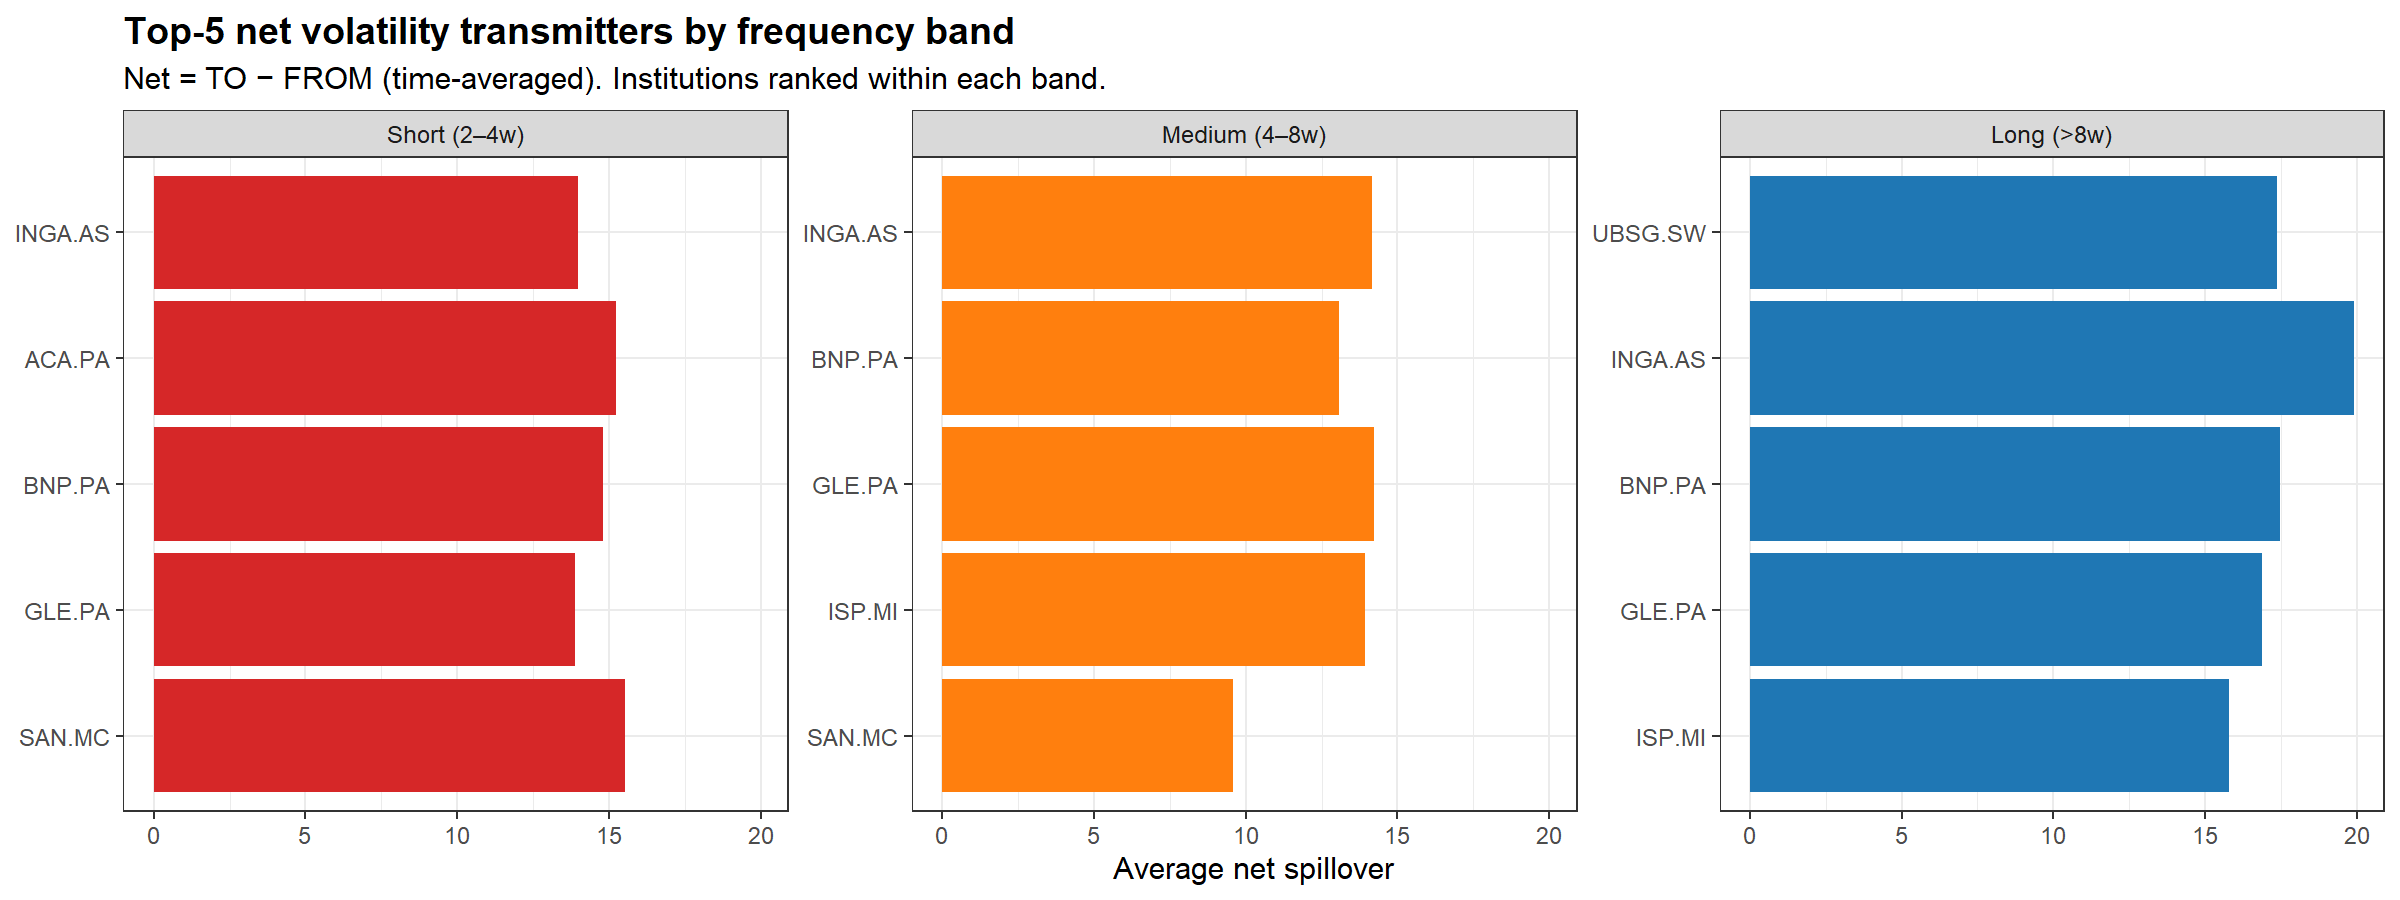 Top-5 net volatility transmitters by frequency band
Net = TO − FROM (time-averaged). Institutions ranked within each band.
Short (2–4w)
INGA.AS
ACA.PA
BNP.PA
GLE.PA
SAN.MC
0 5 10 15 20
Medium (4–8w)
INGA.AS
BNP.PA
GLE.PA
ISP.MI
SAN.MC
0 5 10 15 20
Long (>8w)
UBSG.SW
INGA.AS
BNP.PA
GLE.PA
ISP.MI
0 5 10 15 20
Average net spillover